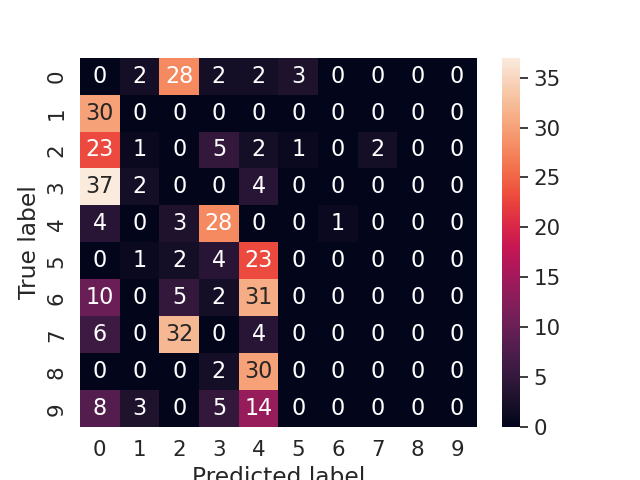 0 0 2 28 2 2 3 0 0 0 0 35
1 30 0 0 0 0 0 0 0 0 0 30
2 23 1 0 5 2 1 0 2 0 0 25
3 37 2 0 0 4 0 0 0 0 0
4 4 0 3 28 0 0 1 0 0 0 20
5 0 1 2 4 23 0 0 0 0 0
6 10 0 5 2 31 0 0 0 0 0 15
7 6 0 32 0 4 0 0 0 0 0 10
8 0 0 0 2 30 0 0 0 0 0 5
9 8 3 0 5 14 0 0 0 0 0 0
0 1 2 3 4 5 6 7 8 9
True label
Predicted label